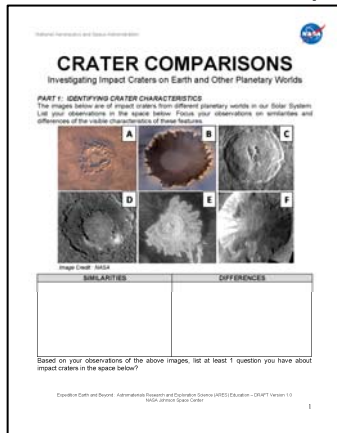 National Aeronautics and Space Administration
NASA
CRATER COMPARISONS
Investigating Impact Craters on Earth and Other Planetary Worlds
PART 1: IDENTIFYING CRATER CHARACTERISTICS
The images below are of impact craters from different planetary worlds in our Solar System.
List your observations in the space below. Focus your observations on similarities and
differences of the visible characteristics of these features.
A B C
D E F
Image Credit: NASA
SIMILARITIES DIFFERENCES
Based on your observations of the above images, list at least 1 question you have about
impact craters in the space below?
Expedition Earth and Beyond Astromaterials Research and Exploration Science (ARES) Education – DRAFT Version 1.0
NASA Johnson Space Center
1